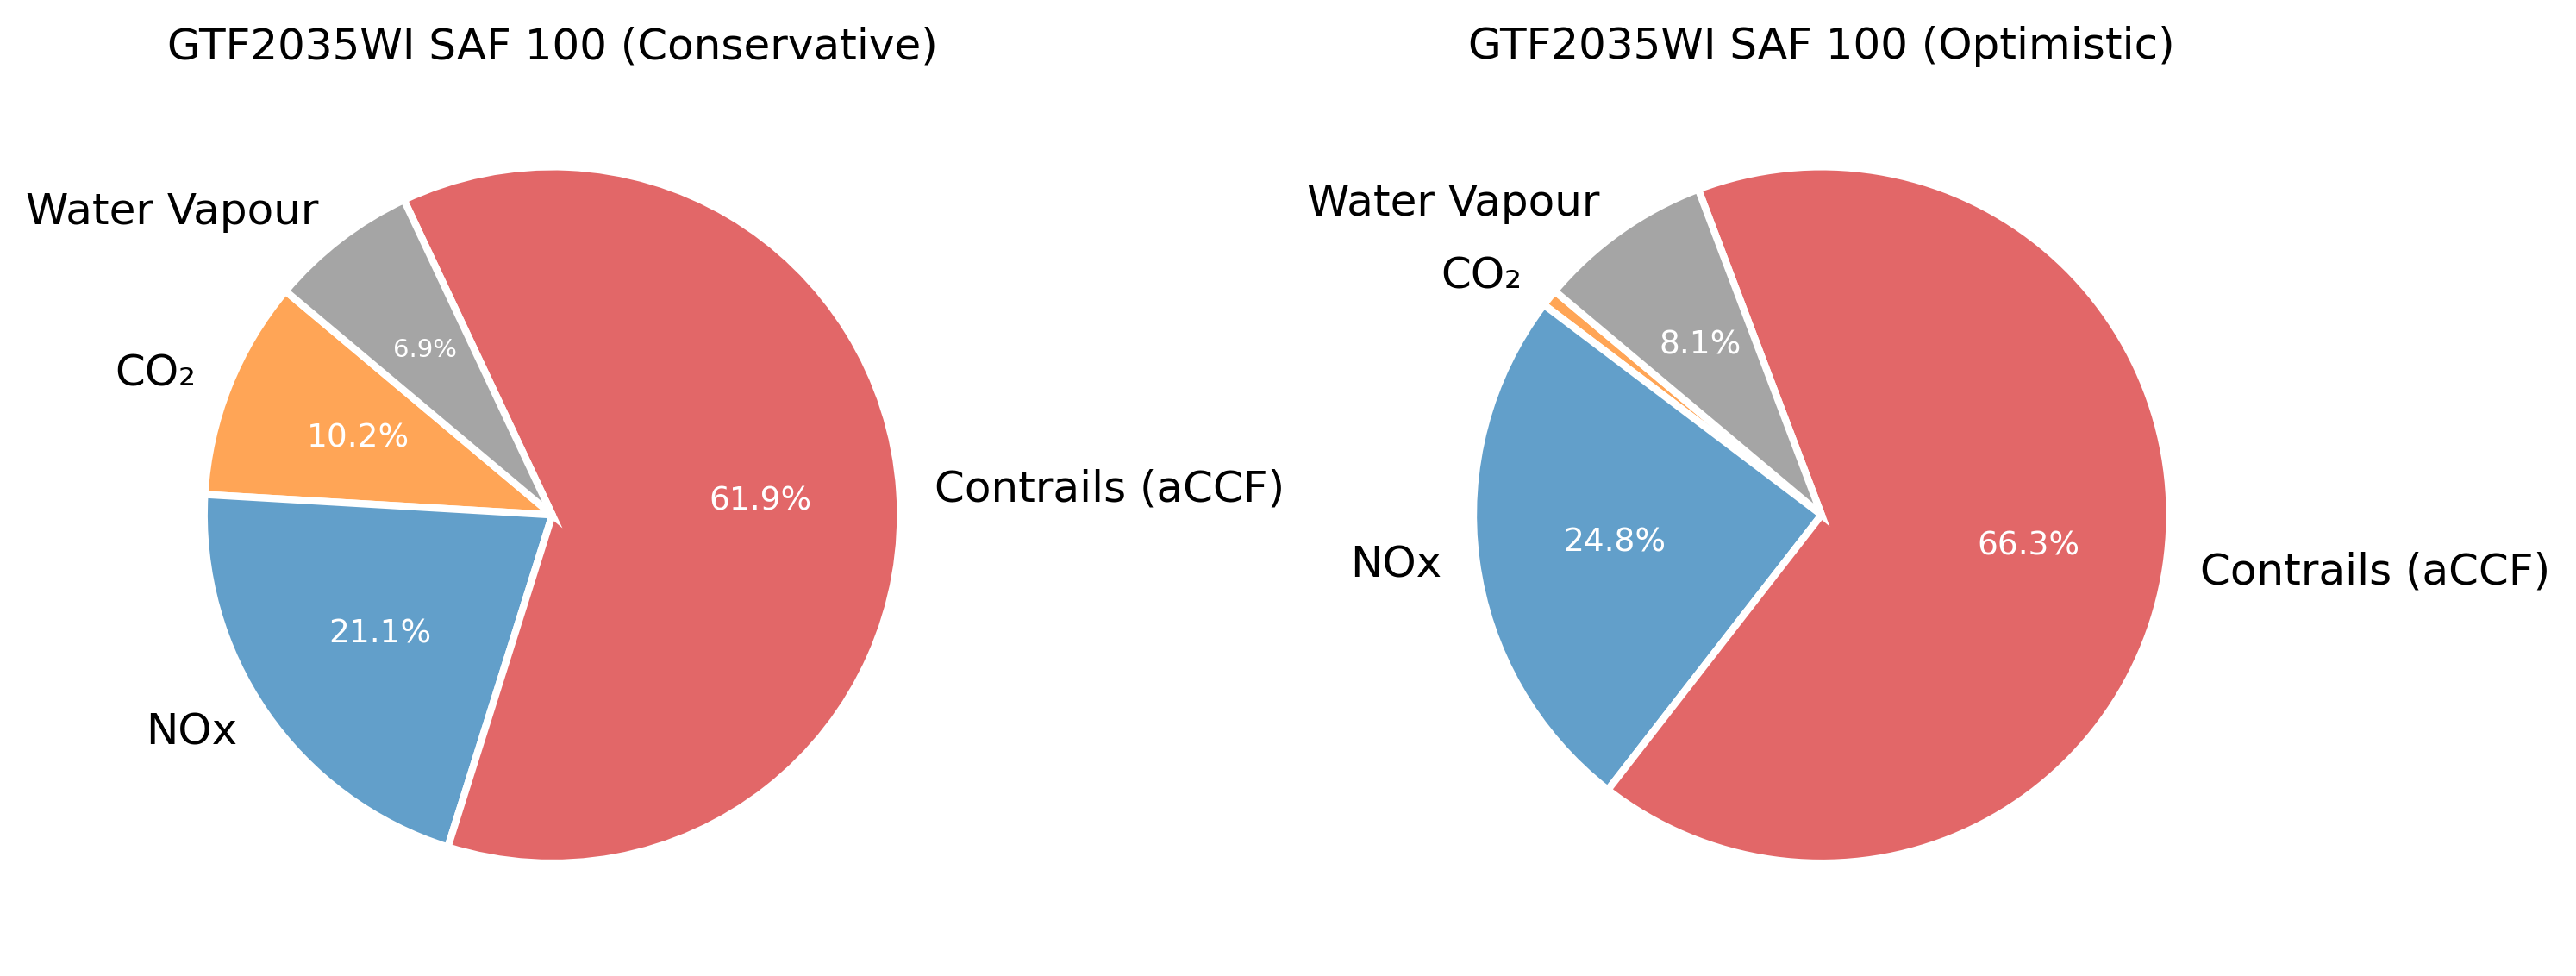 GTF2035WI SAF 100 (Conservative)
Water Vapour
6.9%
CO₂
10.2%
61.9%
Contrails (aCCF)
21.1%
NOx
GTF2035WI SAF 100 (Optimistic)
Water Vapour
CO₂
8.1%
24.8%
NOx
66.3%
Contrails (aCCF)